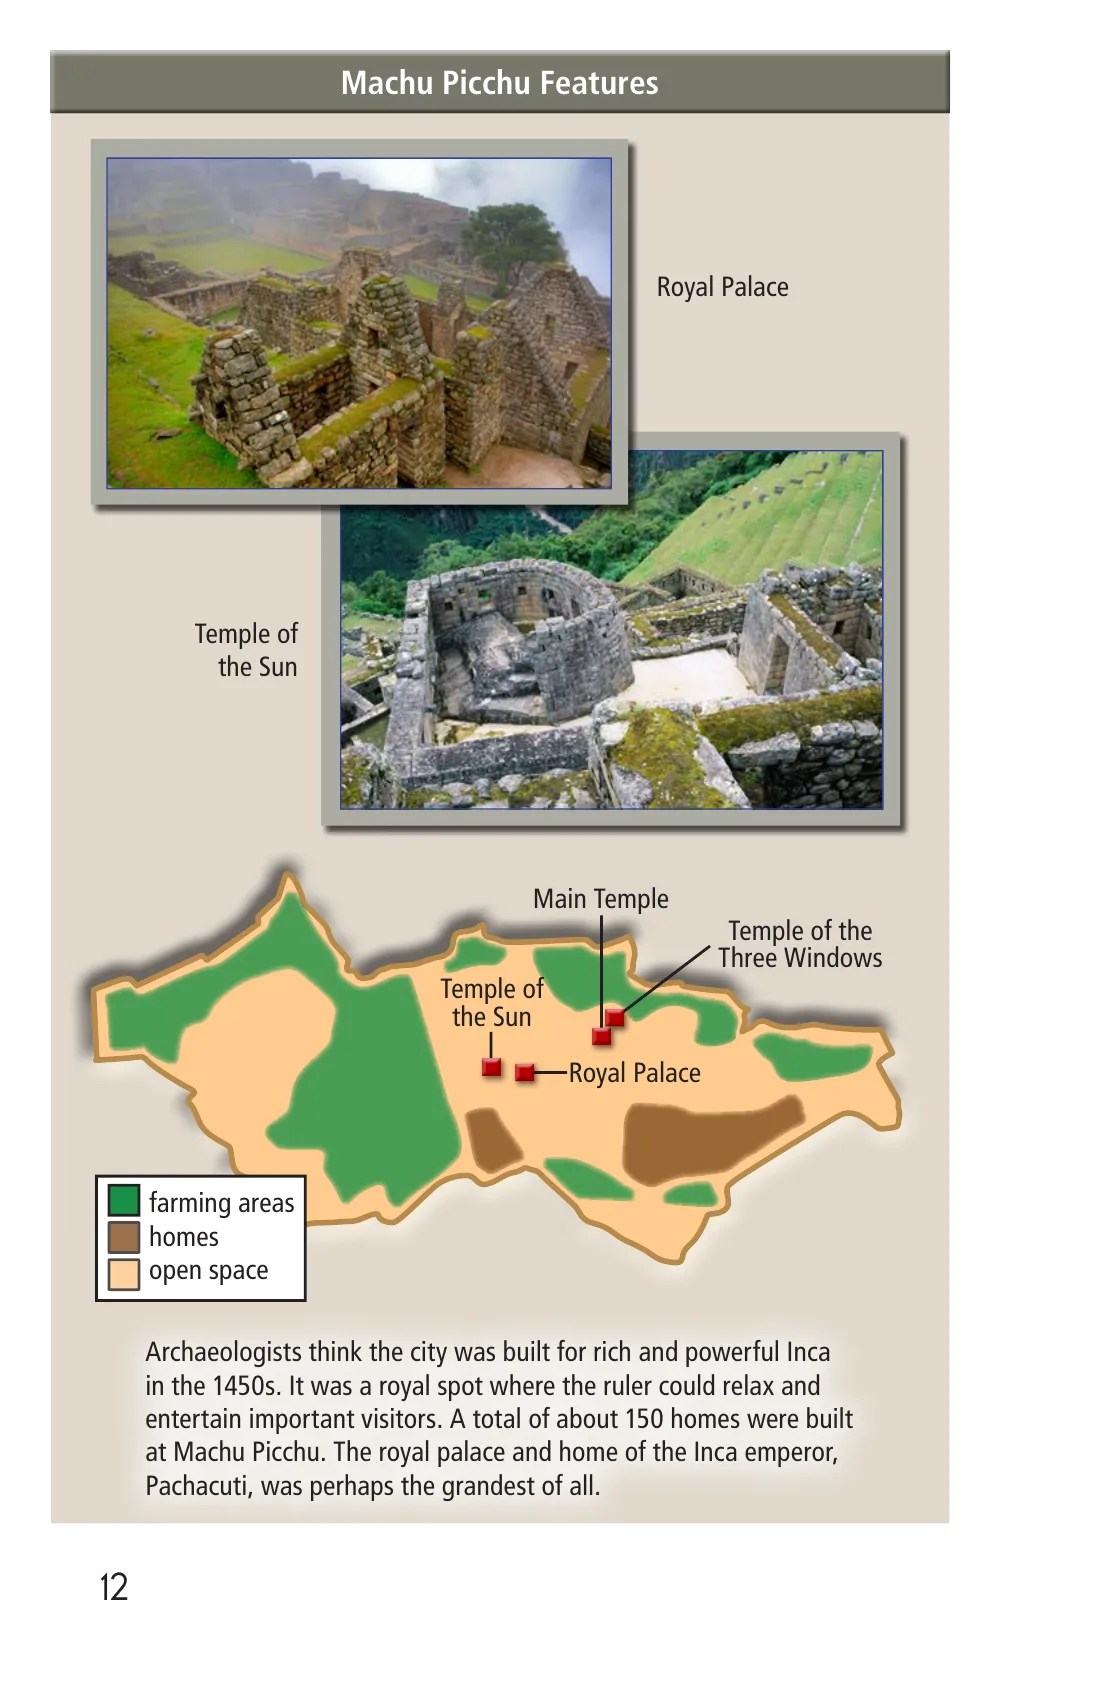 Machu Picchu Features
Royal Palace
Temple of
the Sun
Main Temple
Temple of the
Three Windows
Temple of
the Sun
Royal Palace
farming areas
homes
open space
Archaeologists think the city was built for rich and powerful Inca
in the 1450s. It was a royal spot where the ruler could relax and
entertain important visitors. A total of about 150 homes were built
at Machu Picchu. The royal palace and home of the Inca emperor,
Pachacuti, was perhaps the grandest of all.
12